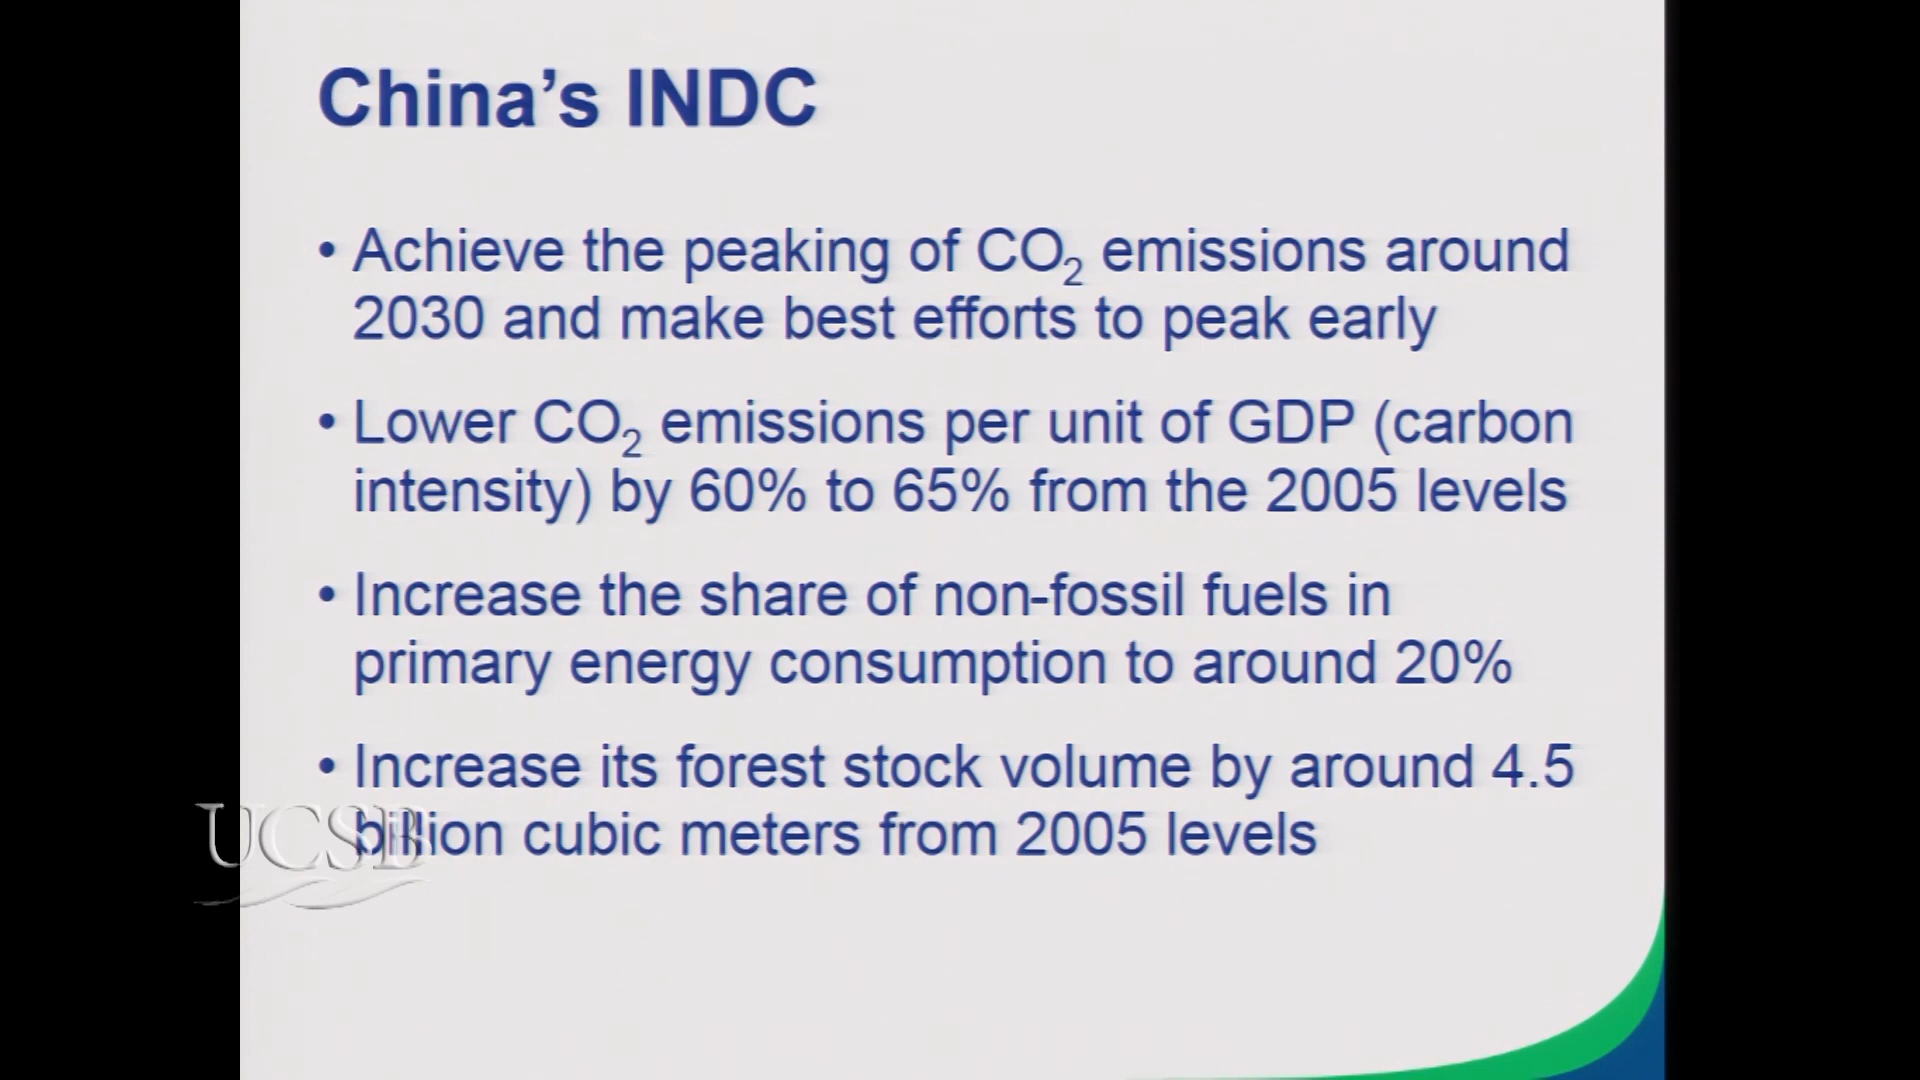 China’s INDC
• Achieve the peaking of CO₂ emissions around
2030 and make best efforts to peak early
• Lower CO₂ emissions per unit of GDP (carbon
intensity) by 60% to 65% from the 2005 levels
• Increase the share of non-fossil fuels in
primary energy consumption to around 20%
• Increase its forest stock volume by around 4.5
billion cubic meters from 2005 levels
UCSB